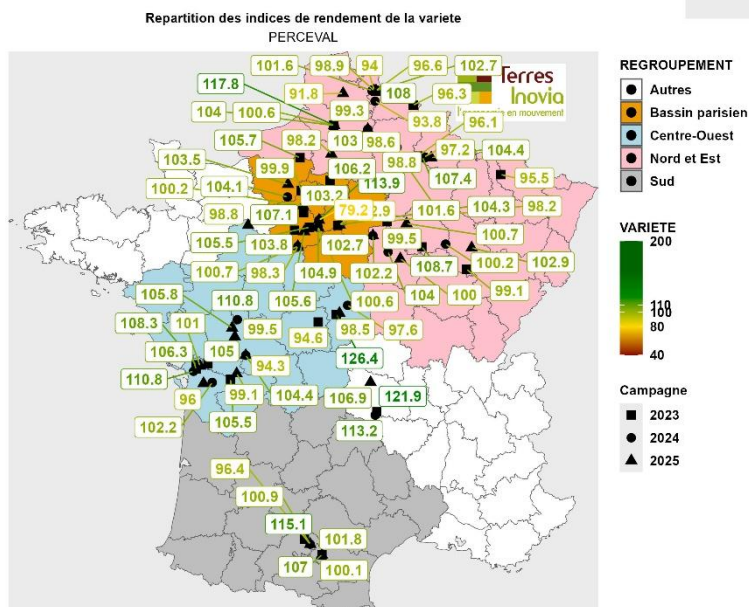 Repartition des indices de rendement de la variete
PERCEVAL
101.6 98.9 94 96.6 102.7
117.8 91.8 108 96.3
Terres
Inovia
en mouvement
104 100.6 99.3 93.8 96.1
105.7 98.2 103 98.6 97.2 104.4
103.5 99.9 106.2 98.8 107.4 95.5
100.2 104.1 103.2 113.9
98.8 107.1 79.2 101.6 104.3 98.2
105.5 103.8 102.7 99.5 100.7
100.7 98.3 104.9 102.2 108.7 100.2 102.9
105.8 110.8 105.6 100.6 104 100 99.1
108.3 101 99.5 94.6 98.5 97.6
106.3 105 94.3 126.4
110.8 96 99.1 104.4 106.9 121.9
102.2 105.5 113.2
96.4
100.9
115.1 101.8
107 100.1
REGROUPEMENT
Autres
Bassin parisien
Centre-Ouest
Nord et Est
Sud
VARIETE
200
110
100
80
40
Campagne
2023
2024
2025